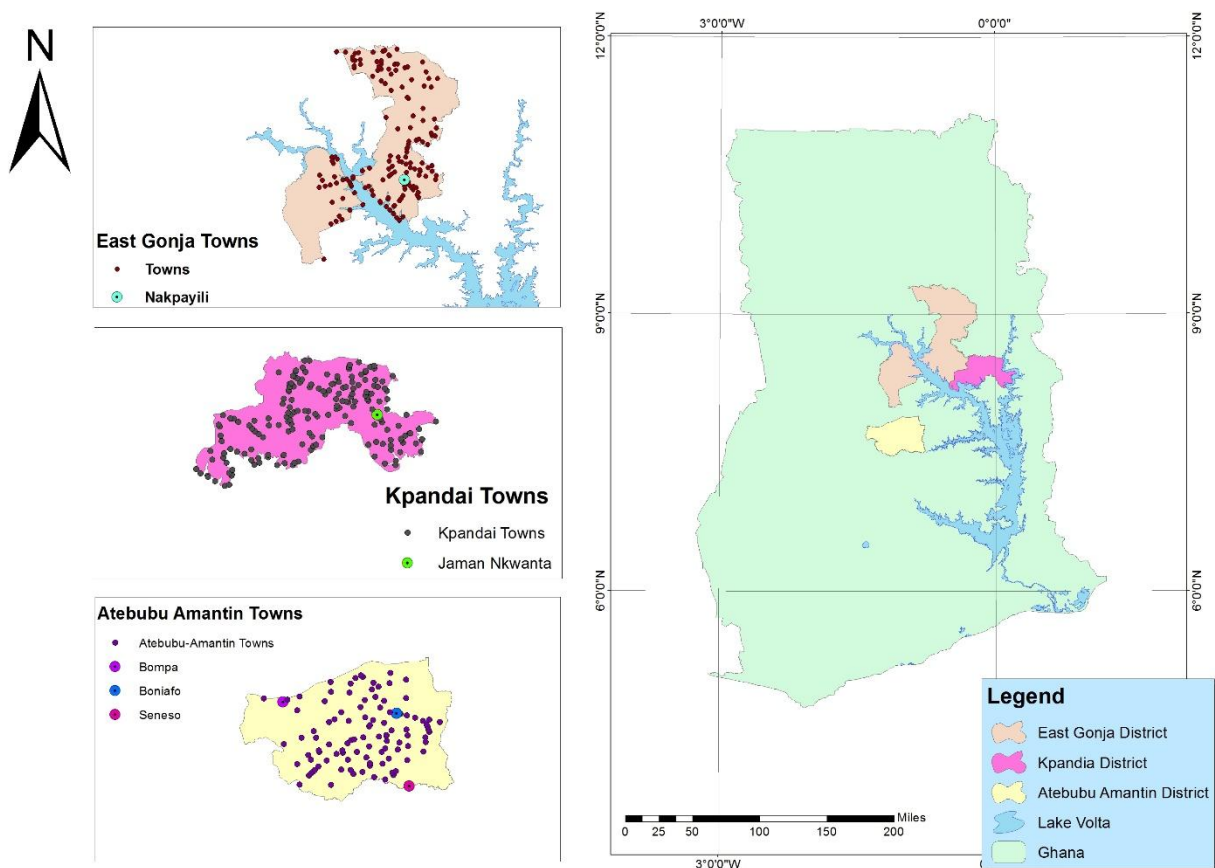 N
East Gonja Towns
Towns
Nakpayili
Kpandai Towns
Kpandai Towns
Jaman Nkwanta
Atebubu Amantin Towns
Atebubu-Amantin Towns
Bompa
Boniafo
Seneso
3°0'0"W
0°0'0"
12°0'0"N
12°0'0"N
9°0'0"N
9°0'0"N
6°0'0"N
6°0'0"N
Legend
East Gonja District
Kpandia District
Atebubu Amantin District
Lake Volta
Ghana
Miles
0 25 50 100 150 200
3°0'0"W